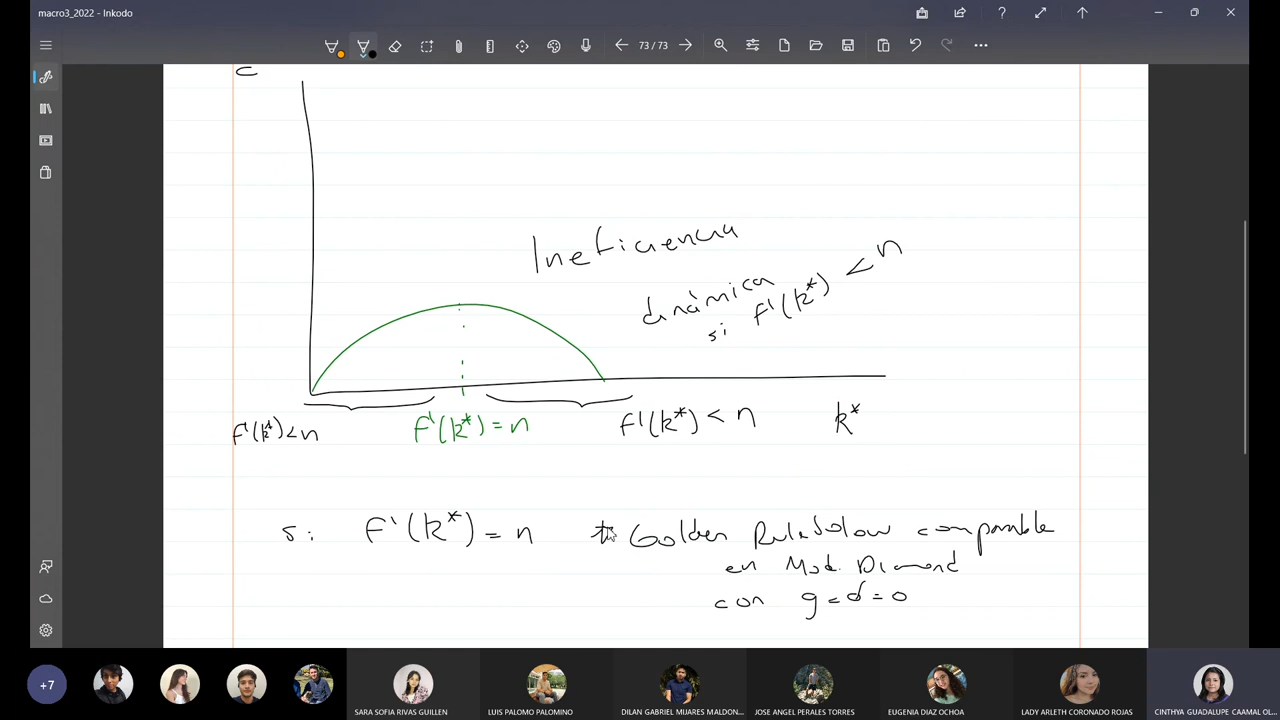 macro3_2022 - Inkodo
73 / 73
C
Ineficiencia
dinámica
si f'(k*) < n
f'(k*) < n
f'(k*) = n
f'(k*) < n
k*
si f'(k*) = n * Golden Rule Solow comparable
en Mod. Diamond
con g = d = 0
+7
SARA SOFIA RIVAS GUILLEN
LUIS PALOMO PALOMINO
DILAN GABRIEL MIJARES MALDON...
JOSE ANGEL PERALES TORRES
EUGENIA DIAZ OCHOA
LADY ARLETH CORONADO ROJAS
CINTHYA GUADALUPE CAAMAL OL...